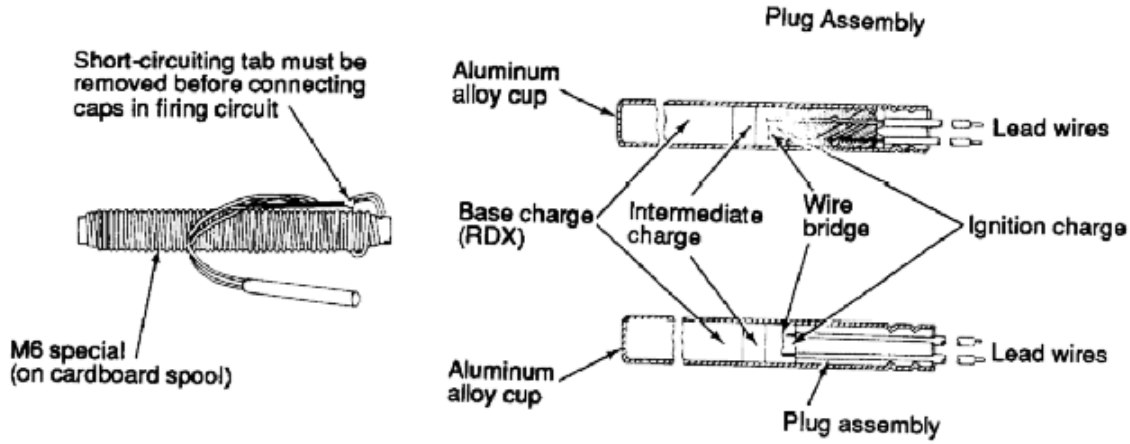 Plug Assembly
Short-circuiting tab must be
removed before connecting
caps in firing circuit
Aluminum
alloy cup
Lead wires
Base charge
(RDX)
Intermediate
charge
Wire
bridge
Ignition charge
M6 special
(on cardboard spool)
Aluminum
alloy cup
Lead wires
Plug assembly